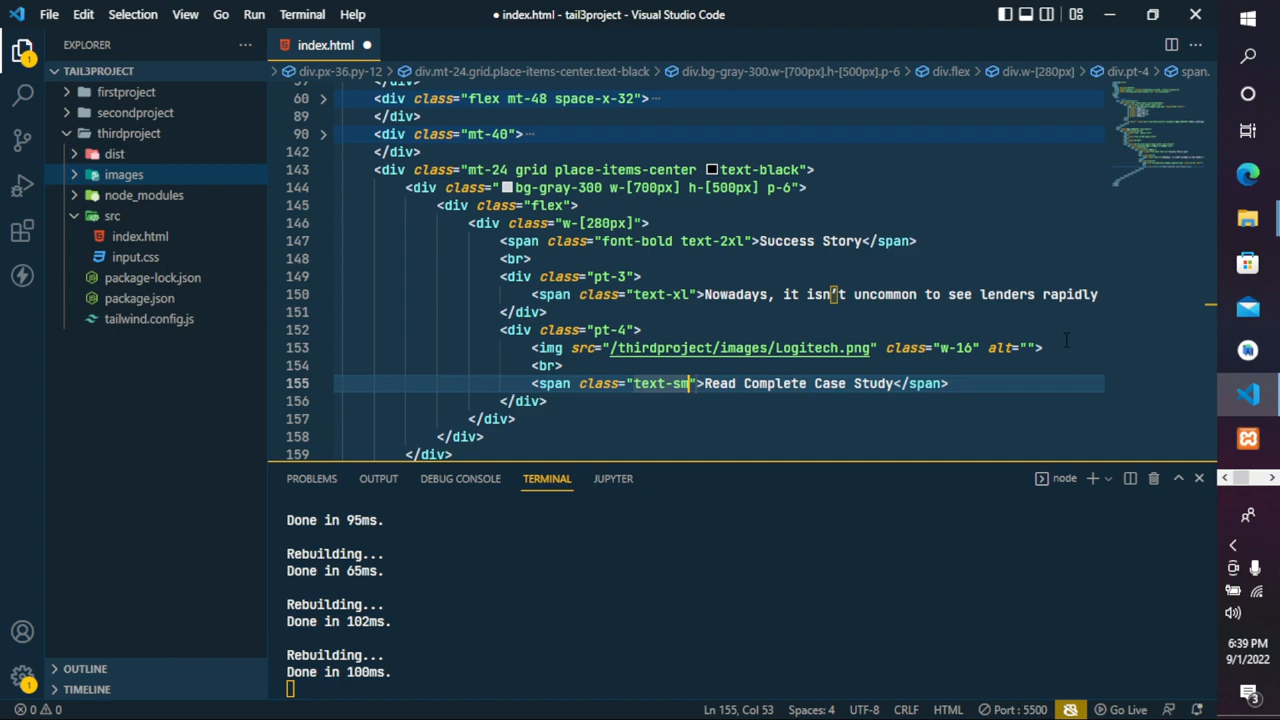 File Edit Selection View Go Run Terminal Help
● index.html - tail3project - Visual Studio Code
EXPLORER
index.html
TAIL3PROJECT
firstproject
secondproject
thirdproject
dist
images
node_modules
src
index.html
input.css
package-lock.json
package.json
tailwind.config.js
OUTLINE
TIMELINE
div.px-36.py-12 > div.mt-24.grid.place-items-center.text-black > div.bg-gray-300.w-[700px].h-[500px].p-6 > div.flex > div.w-[280px] > div.pt-4 > span.
60 <div class="flex mt-48 space-x-32">
89 </div>
90 <div class="mt-40">
142 </div>
143 <div class="mt-24 grid place-items-center text-black">
144 <div class="bg-gray-300 w-[700px] h-[500px] p-6">
145 <div class="flex">
146 <div class="w-[280px]">
147 <span class="font-bold text-2xl">Success Story</span>
148 <br>
149 <div class="pt-3">
150 <span class="text-xl">Nowadays, it isn’t uncommon to see lenders rapidly
151 </div>
152 <div class="pt-4">
153 <img src="/thirdproject/images/Logitech.png" class="w-16" alt="">
154 <br>
155 <span class="text-sm">Read Complete Case Study</span>
156 </div>
157 </div>
158 </div>
159 </div>
PROBLEMS OUTPUT DEBUG CONSOLE TERMINAL JUPYTER
node
Done in 95ms.
Rebuilding...
Done in 65ms.
Rebuilding...
Done in 102ms.
Rebuilding...
Done in 100ms.
0 0
Ln 155, Col 53 Spaces: 4 UTF-8 CRLF HTML Port : 5500 Go Live
6:39 PM
9/1/2022
3